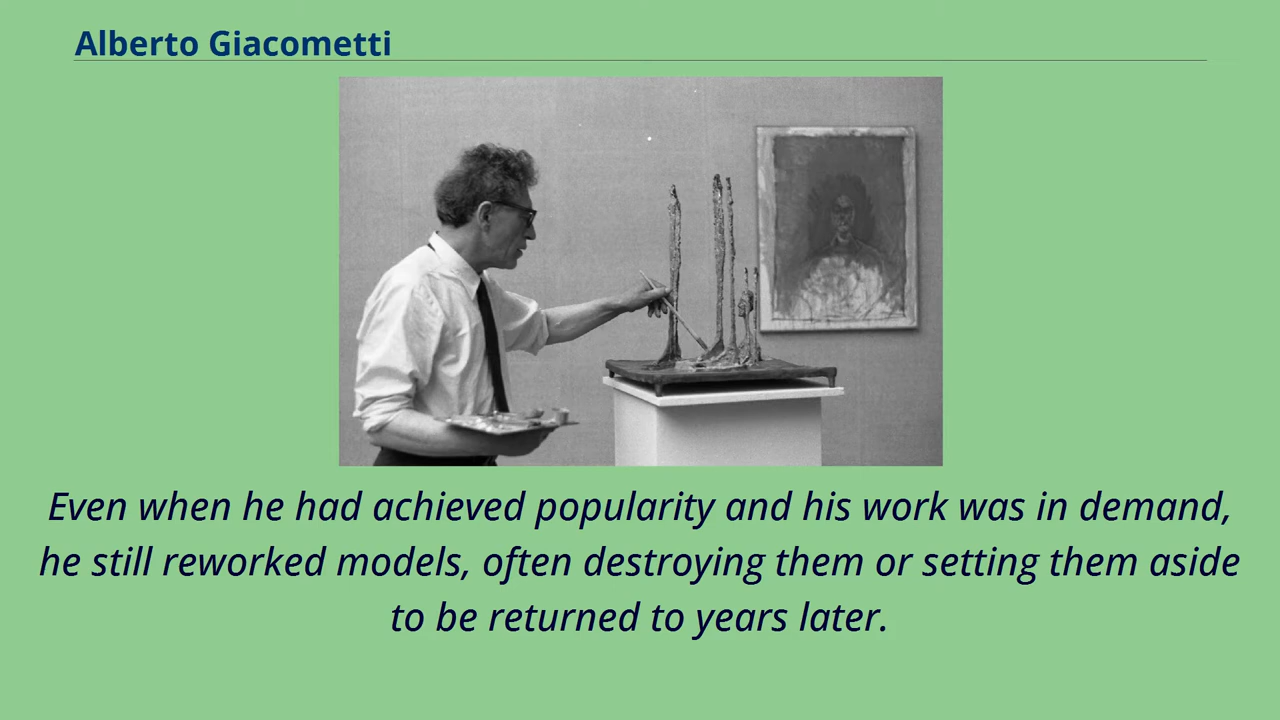 Alberto Giacometti
Even when he had achieved popularity and his work was in demand,
he still reworked models, often destroying them or setting them aside
to be returned to years later.